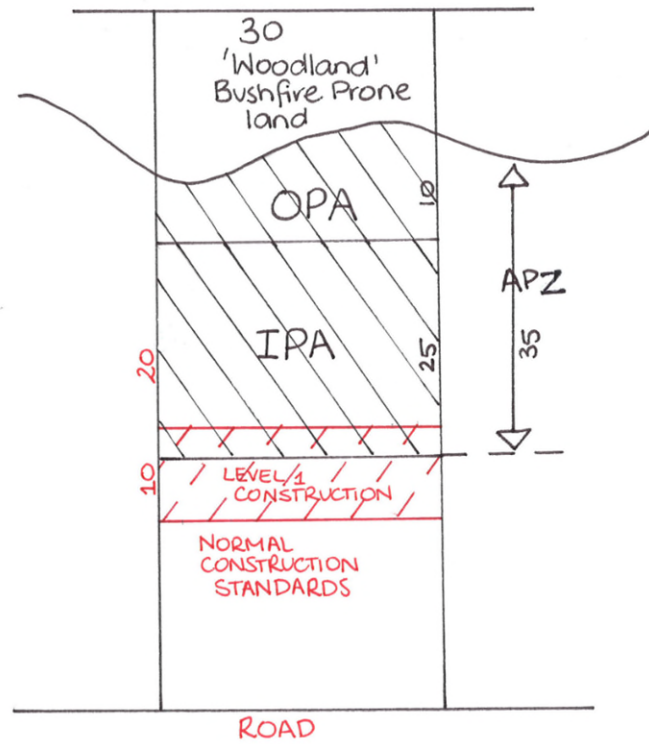 30
'Woodland'
Bushfire Prone
land
OPA
10
APZ
IPA
20
25
35
10
LEVEL 1
CONSTRUCTION
NORMAL
CONSTRUCTION
STANDARDS
ROAD